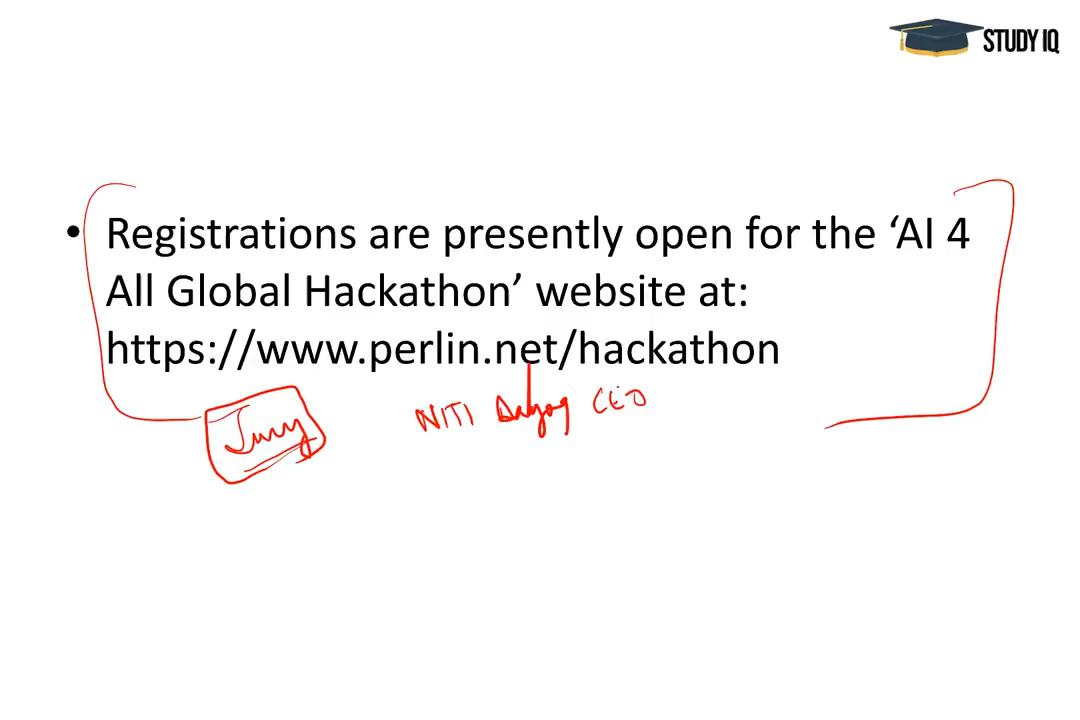 STUDY IQ
• Registrations are presently open for the ‘AI 4
All Global Hackathon’ website at:
https://www.perlin.net/hackathon
Jury
NITI Aayog CEO